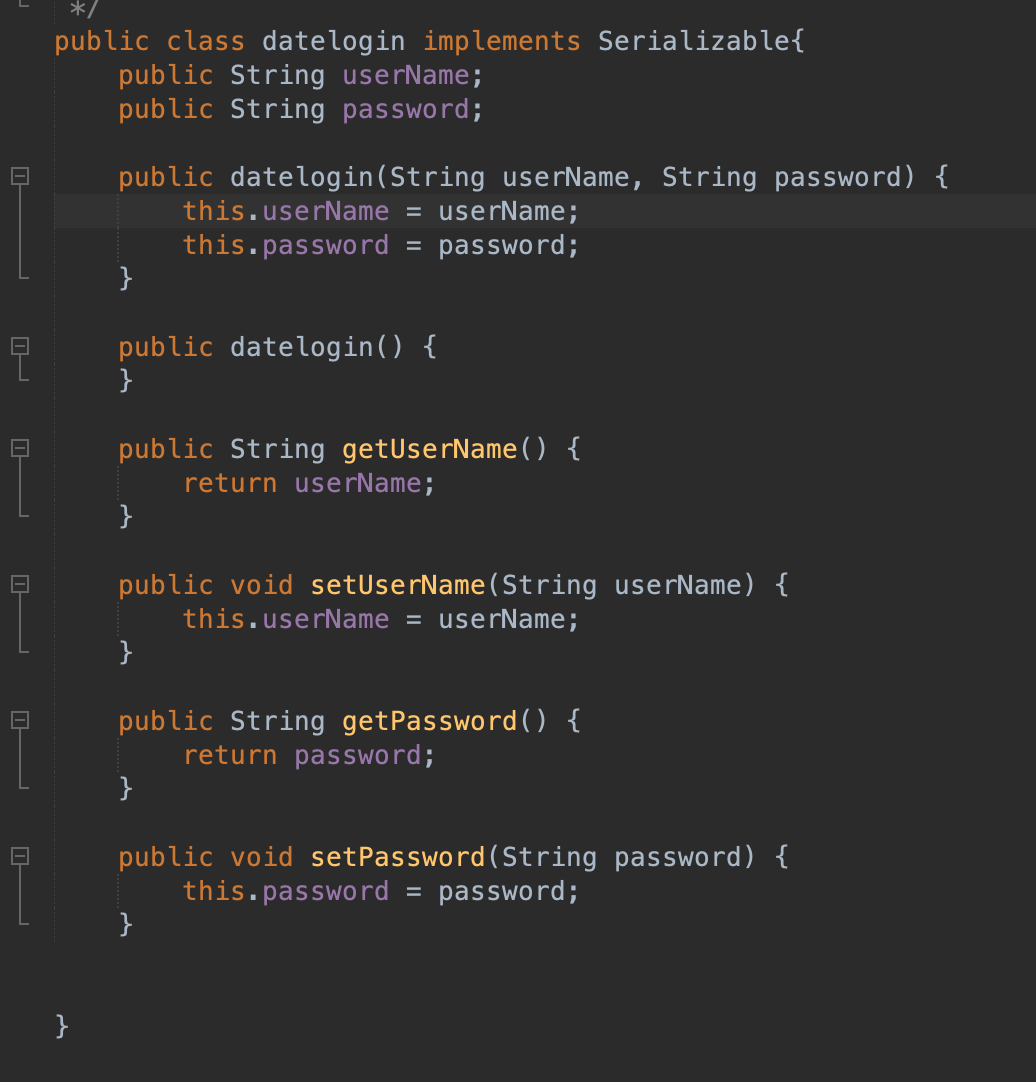 */
public class datelogin implements Serializable{
    public String userName;
    public String password;

    public datelogin(String userName, String password) {
        this.userName = userName;
        this.password = password;
    }

    public datelogin() {
    }

    public String getUserName() {
        return userName;
    }

    public void setUserName(String userName) {
        this.userName = userName;
    }

    public String getPassword() {
        return password;
    }

    public void setPassword(String password) {
        this.password = password;
    }

}